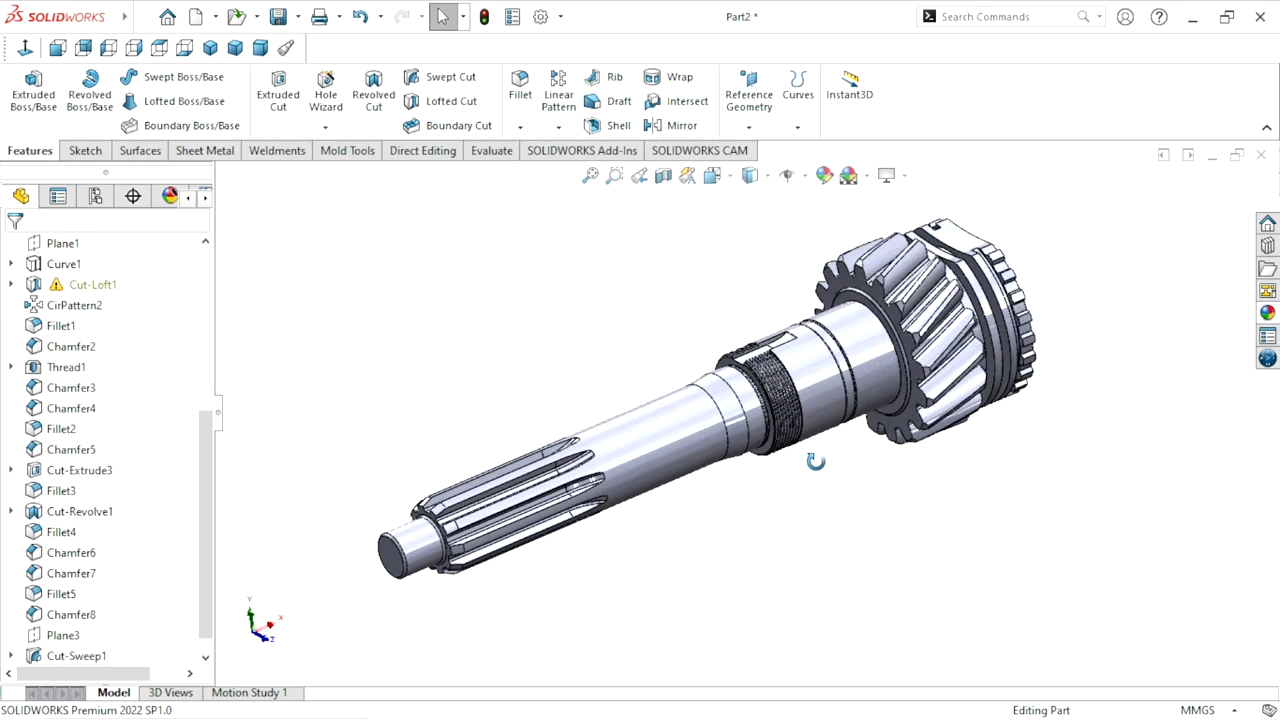 SOLIDWORKS
Part2 *
Search Commands
Extruded Boss/Base
Revolved Boss/Base
Swept Boss/Base
Lofted Boss/Base
Boundary Boss/Base
Extruded Cut
Hole Wizard
Revolved Cut
Swept Cut
Lofted Cut
Boundary Cut
Fillet
Linear Pattern
Rib
Draft
Shell
Wrap
Intersect
Mirror
Reference Geometry
Curves
Instant3D
Features Sketch Surfaces Sheet Metal Weldments Mold Tools Direct Editing Evaluate SOLIDWORKS Add-Ins SOLIDWORKS CAM
Plane1
Curve1
Cut-Loft1
CirPattern2
Fillet1
Chamfer2
Thread1
Chamfer3
Chamfer4
Fillet2
Chamfer5
Cut-Extrude3
Fillet3
Cut-Revolve1
Fillet4
Chamfer6
Chamfer7
Fillet5
Chamfer8
Plane3
Cut-Sweep1
Y
X
Z
Model 3D Views Motion Study 1
SOLIDWORKS Premium 2022 SP1.0
Editing Part
MMGS